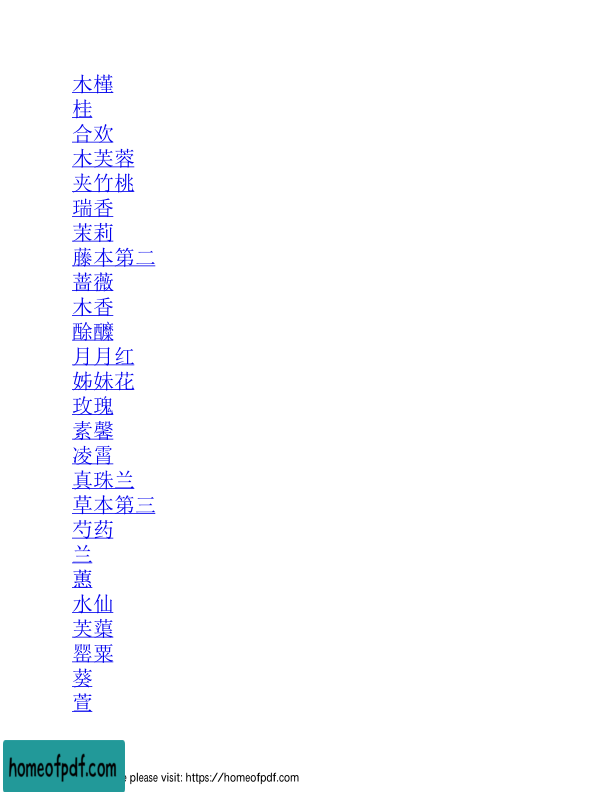 木槿
桂
合欢
木芙蓉
夹竹桃
瑞香
茉莉
藤本第二
蔷薇
木香
酴醾
月月红
姊妹花
玫瑰
素馨
凌霄
真珠兰
草本第三
芍药
兰
蕙
水仙
芙蕖
罂粟
葵
萱
homeofpdf.com
please visit: https://homeofpdf.com